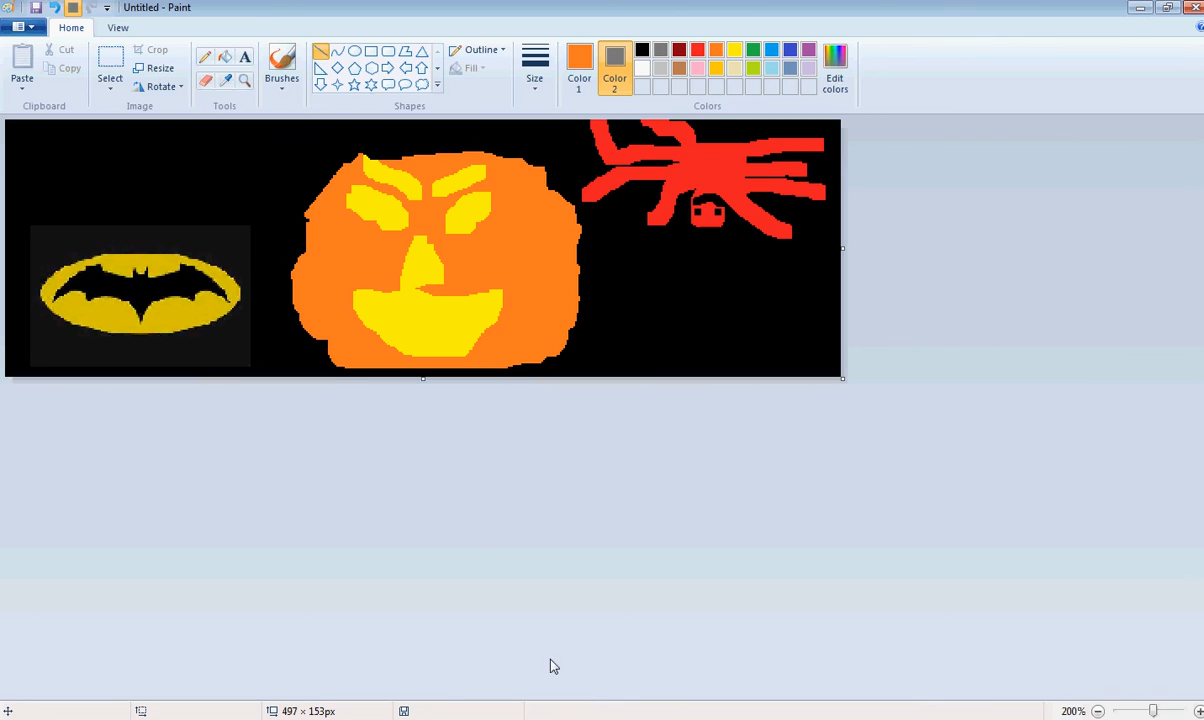 Untitled - Paint
Home View
Paste Cut Copy Select Crop Resize Rotate A Brushes Outline Fill Size Color 1 Color 2 Edit colors
Clipboard Image Tools Shapes Colors
497 × 153px 200%